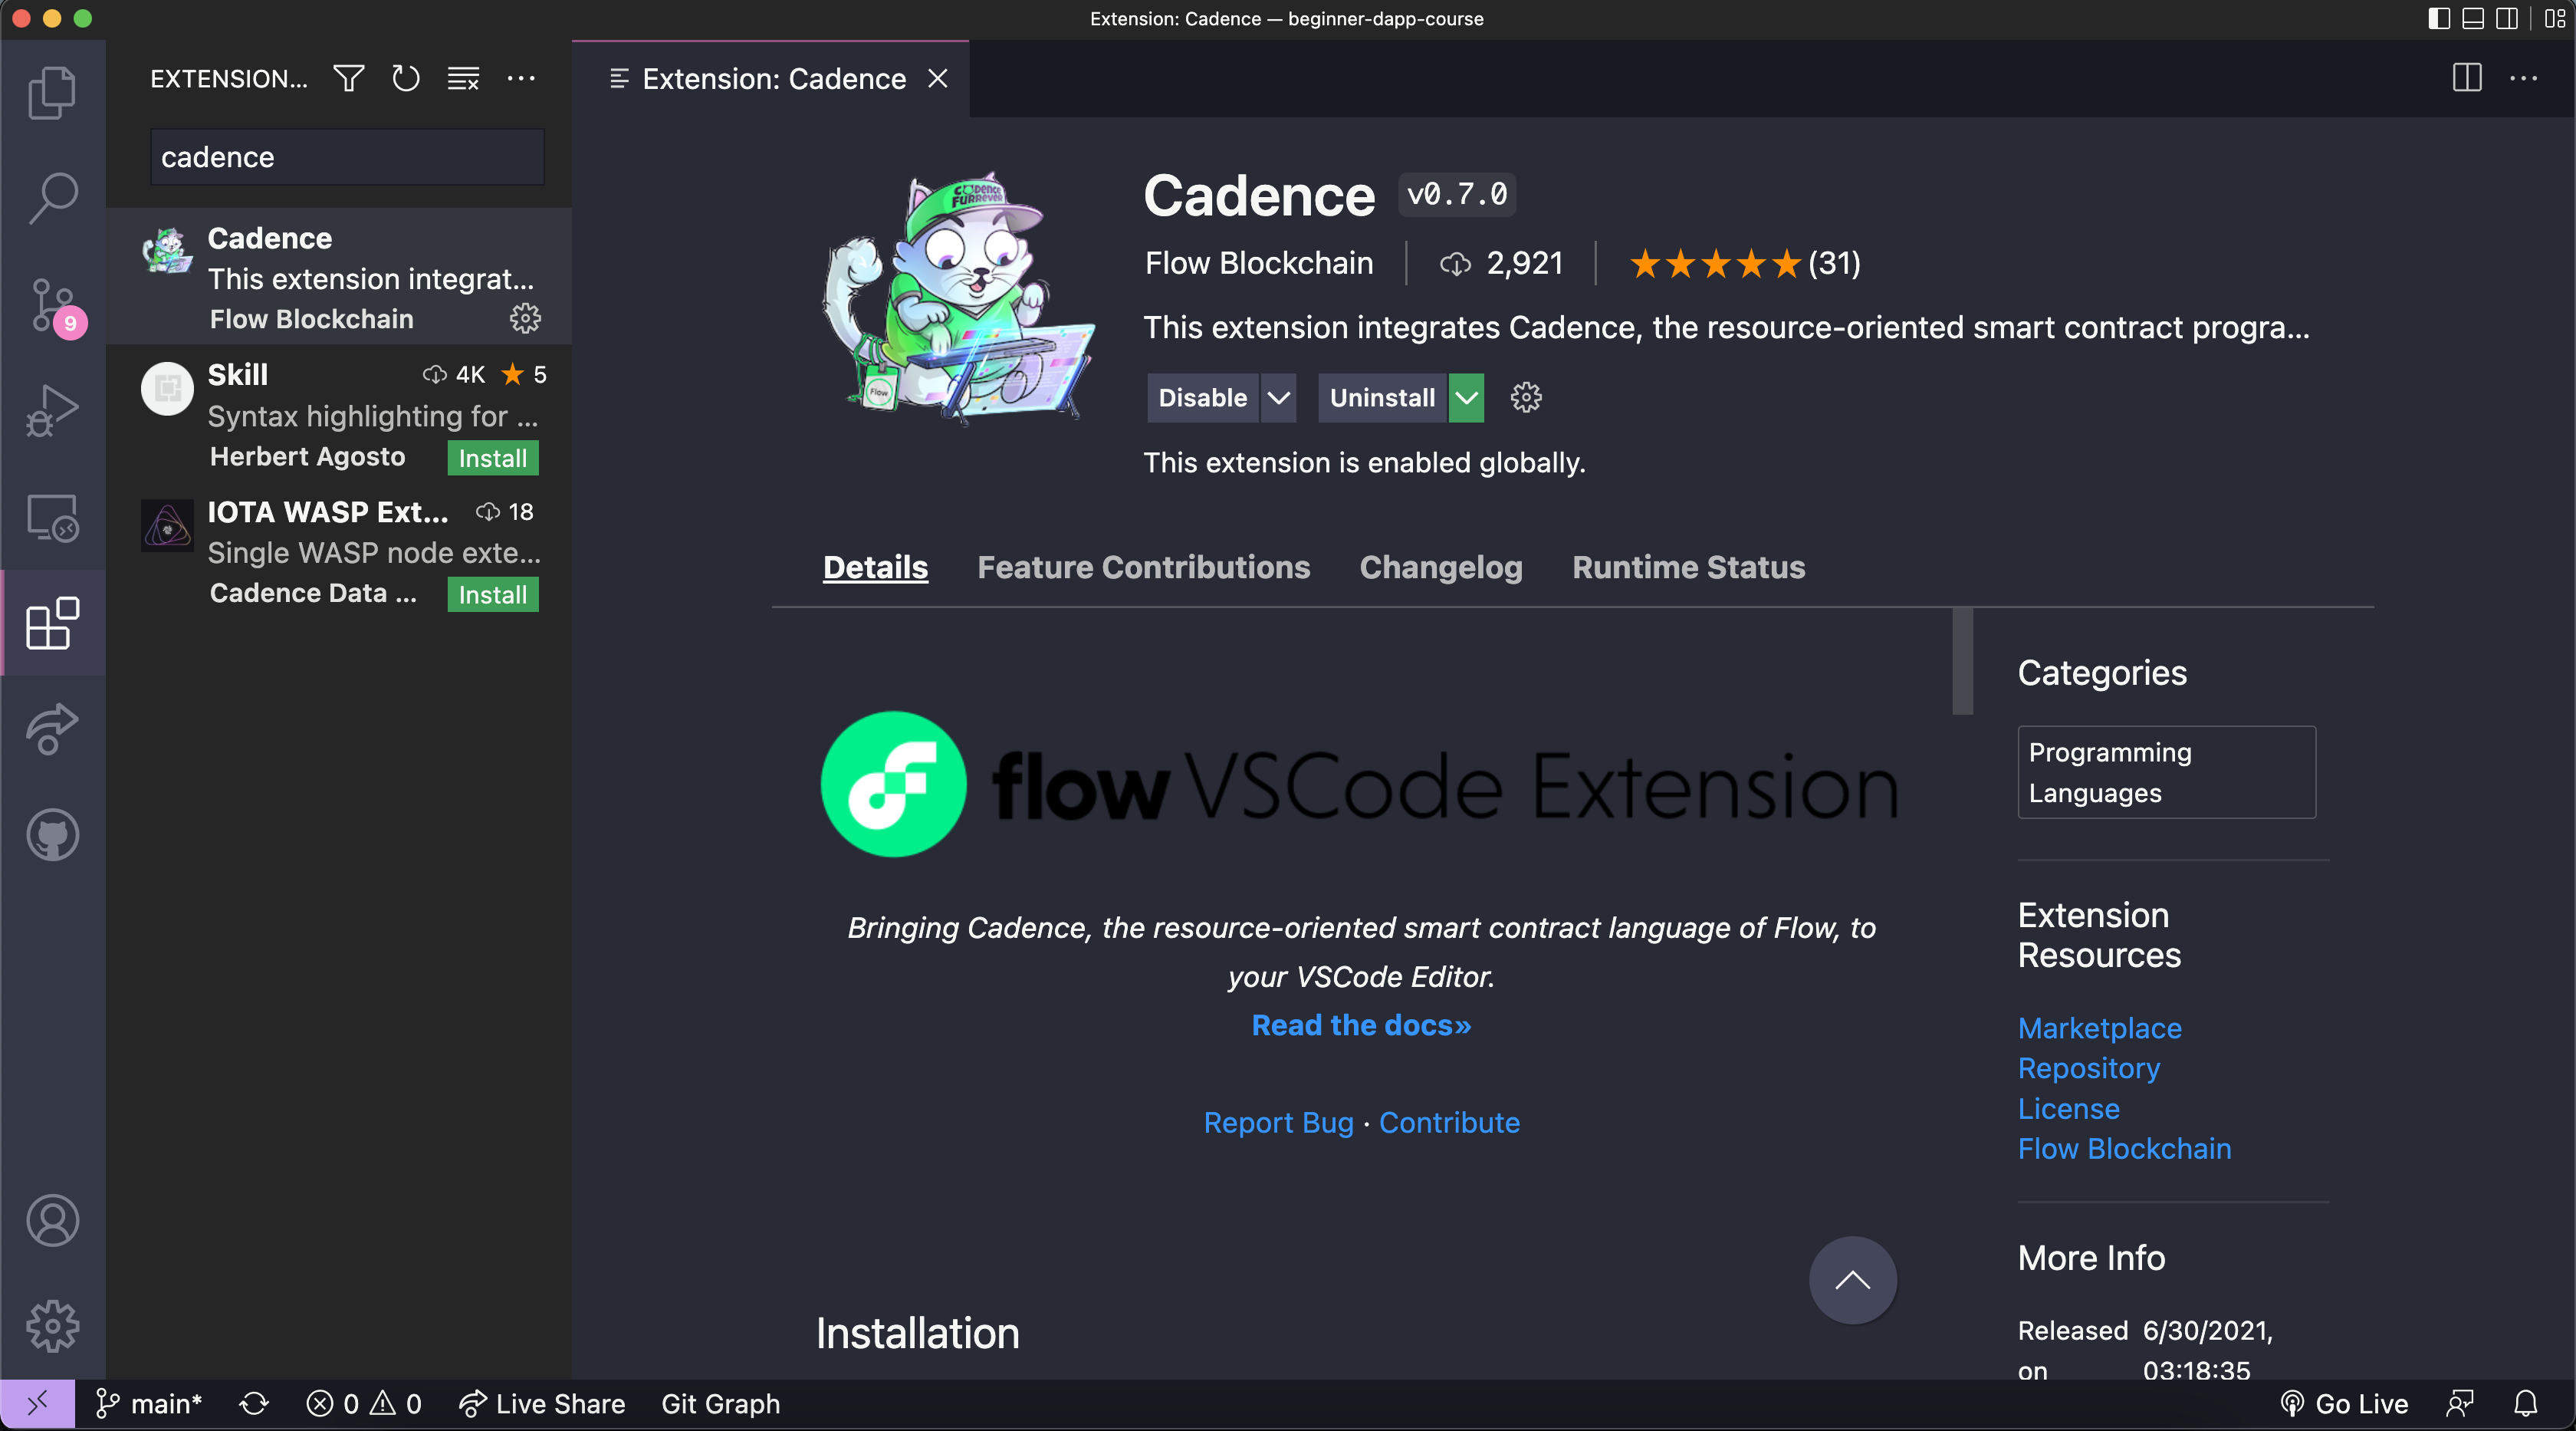 Extension: Cadence — beginner-dapp-course
EXTENSION...
cadence
Cadence
This extension integrat...
Flow Blockchain
9
Skill 4K 5
Syntax highlighting for ...
Herbert Agosto Install
IOTA WASP Ext... 18
Single WASP node exte...
Cadence Data ... Install
Extension: Cadence
CADENCE
FURREVER
Flow
Cadence v0.7.0
Flow Blockchain 2,921 (31)
This extension integrates Cadence, the resource-oriented smart contract progra...
Disable Uninstall
This extension is enabled globally.
Details Feature Contributions Changelog Runtime Status
flow VSCode Extension
Bringing Cadence, the resource-oriented smart contract language of Flow, to
your VSCode Editor.
Read the docs»
Report Bug · Contribute
Installation
Categories
Programming
Languages
Extension
Resources
Marketplace
Repository
License
Flow Blockchain
More Info
Released 6/30/2021,
on 03:18:35
main* 0 0 Live Share Git Graph Go Live